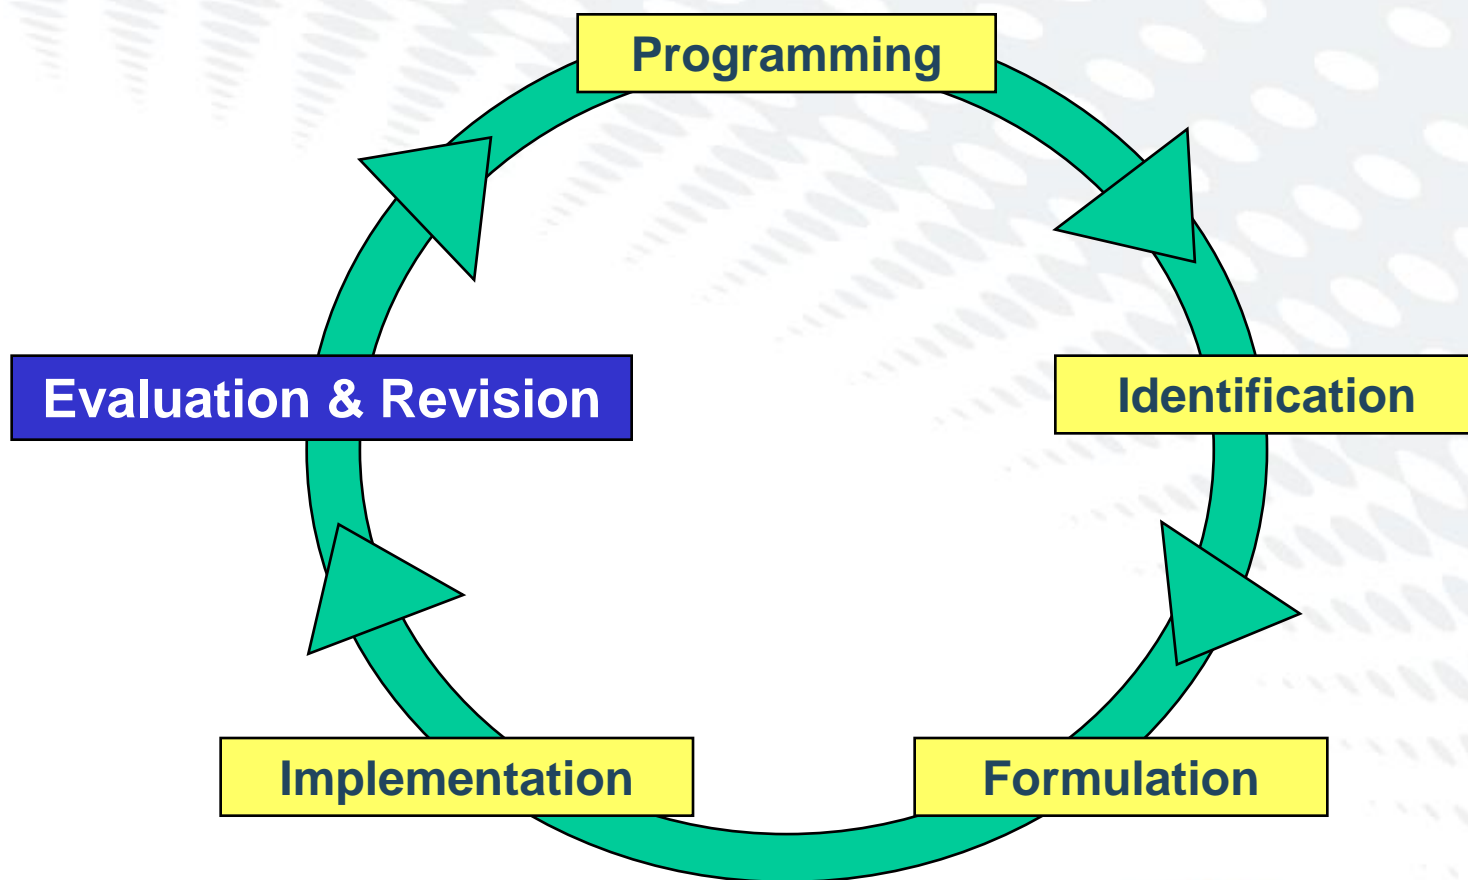 Programming
Evaluation & Revision
Identification
Implementation
Formulation